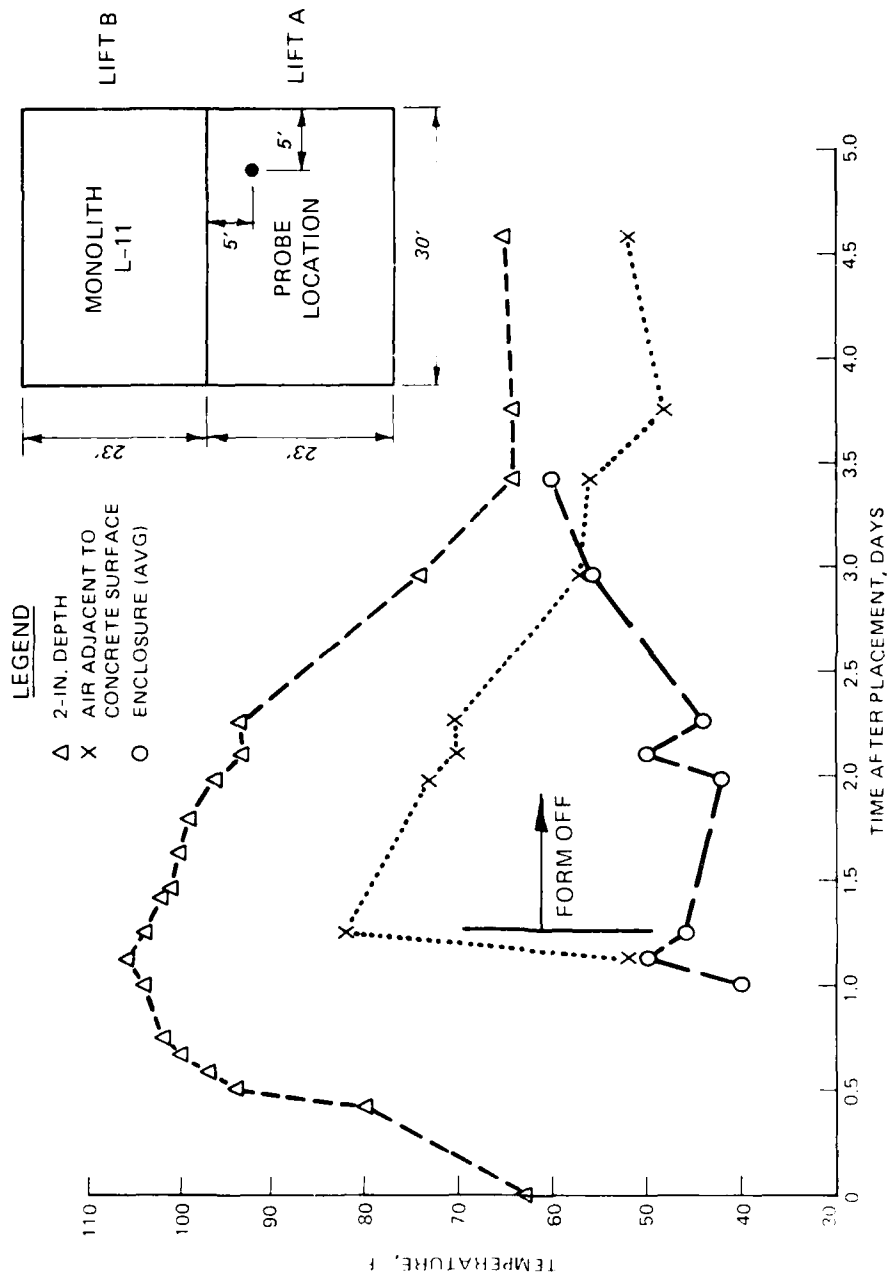 LEGEND
2-IN. DEPTH
AIR ADJACENT TO
CONCRETE SURFACE
ENCLOSURE (AVG)
MONOLITH
L-11
PROBE
LOCATION
LIFT B
LIFT A
23'
23'
5'
5'
30'
FORM OFF
TEMPERATURE, F
110
100
90
80
70
60
50
40
30
0
0.5
1.0
1.5
2.0
2.5
3.0
3.5
4.0
4.5
5.0
TIME AFTER PLACEMENT, DAYS